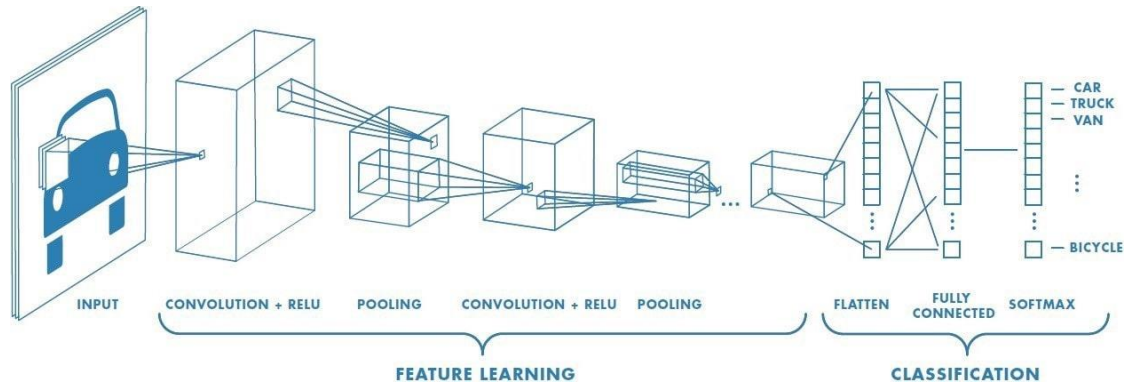 CAR
TRUCK
VAN
BICYCLE
INPUT
CONVOLUTION + RELU
POOLING
CONVOLUTION + RELU
POOLING
FLATTEN
FULLY
CONNECTED
SOFTMAX
FEATURE LEARNING
CLASSIFICATION